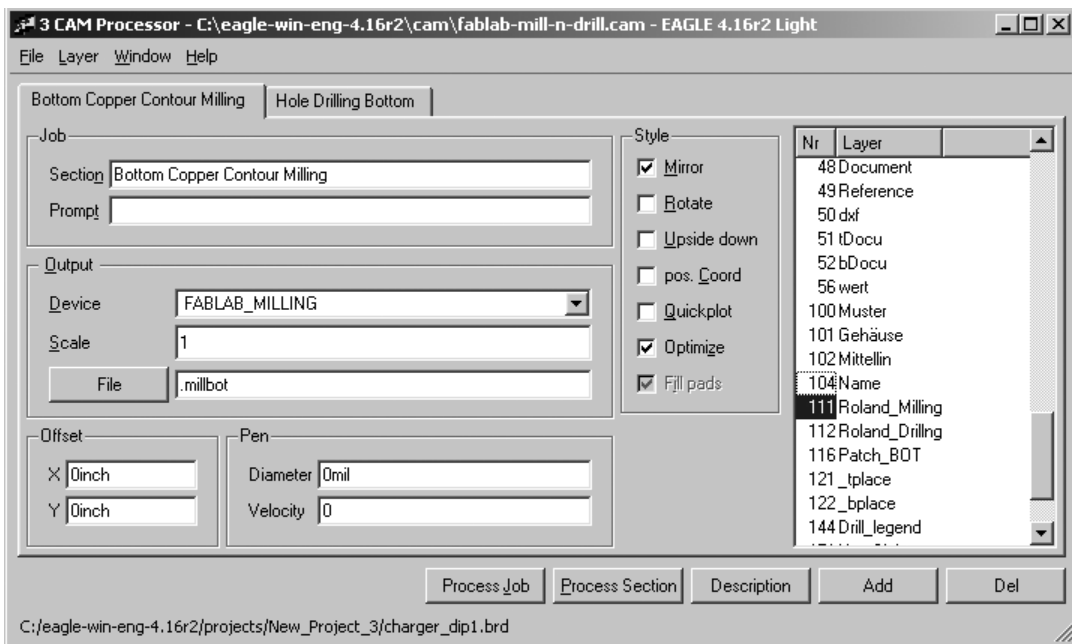 3 CAM Processor - C:\eagle-win-eng-4.16r2\cam\fablab-mill-n-drill.cam - EAGLE 4.16r2 Light
File Layer Window Help
Bottom Copper Contour Milling Hole Drilling Bottom
Job
Section Bottom Copper Contour Milling
Prompt
Output
Device FABLAB_MILLING
Scale 1
File .millbot
Offset
X 0inch
Y 0inch
Pen
Diameter 0mil
Velocity 0
Style
Mirror
Rotate
Upside down
pos. Coord
Quickplot
Optimize
Fill pads
Nr Layer
48 Document
49 Reference
50 dxf
51 tDocu
52 bDocu
56 wert
100 Muster
101 Gehäuse
102 Mittellin
104 Name
111 Roland_Milling
112 Roland_Drillng
116 Patch_BOT
121 _tplace
122 _bplace
144 Drill_legend
Process Job Process Section Description Add Del
C:/eagle-win-eng-4.16r2/projects/New_Project_3/charger_dip1.brd